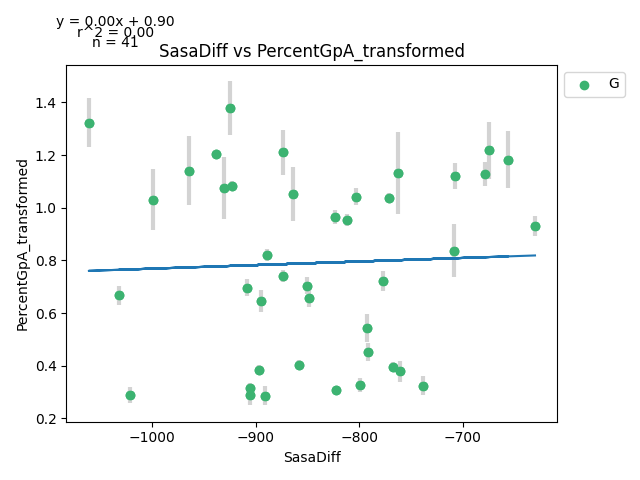 y = 0.00x + 0.90
r^2 = 0.00
n = 41
SasaDiff vs PercentGpA_transformed
G
PercentGpA_transformed
1.4
1.2
1.0
0.8
0.6
0.4
0.2
−1000
−900
−800
−700
SasaDiff